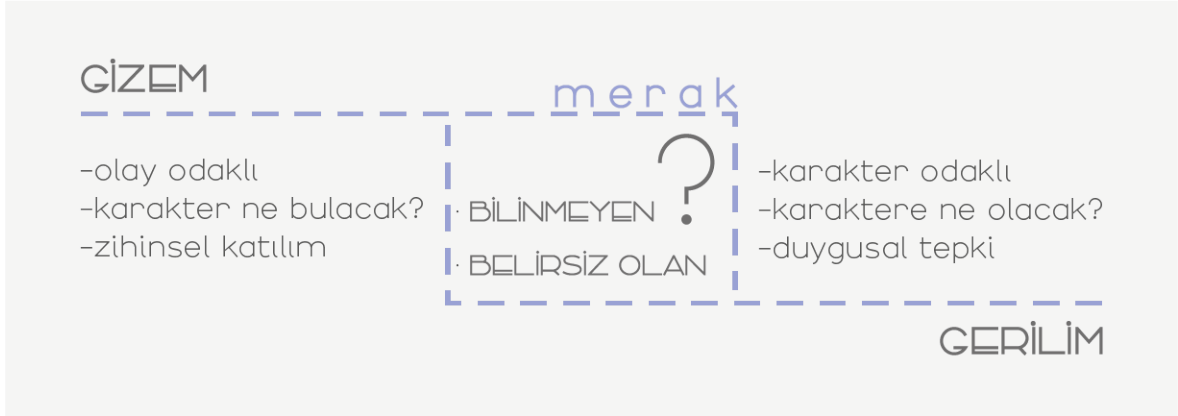 GİZEM
merak
-olay odaklı
-karakter ne bulacak?
-zihinsel katılım
?
· BİLİNMEYEN
· BELİRSİZ OLAN
-karakter odaklı
-karaktere ne olacak?
-duygusal tepki
GERİLİM